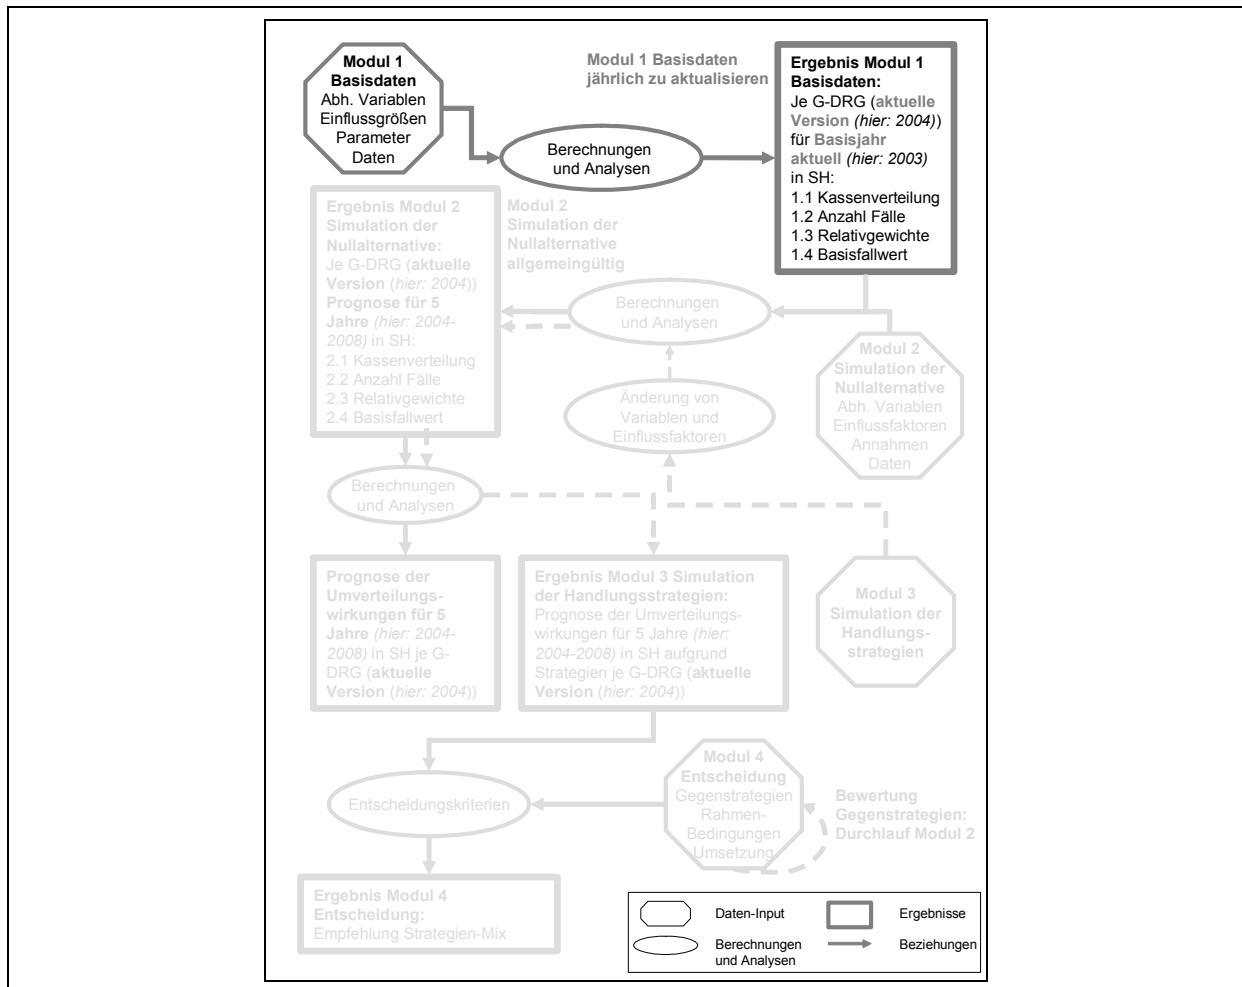 Modul 1
Basisdaten
Abh. Variablen
Einflussgrößen
Parameter
Daten
Modul 1 Basisdaten
jährlich zu aktualisieren
Berechnungen
und Analysen
Ergebnis Modul 1
Basisdaten:
Je G-DRG (aktuelle
Version (hier: 2004))
für Basisjahr
aktuell (hier: 2003)
in SH:
1.1 Kassenverteilung
1.2 Anzahl Fälle
1.3 Relativgewichte
1.4 Basisfallwert
Ergebnis Modul 2
Simulation der
Nullalternative:
Je G-DRG (aktuelle
Version (hier: 2004))
Prognose für 5
Jahre (hier: 2004-
2008) in SH:
2.1 Kassenverteilung
2.2 Anzahl Fälle
2.3 Relativgewichte
2.4 Basisfallwert
Modul 2
Simulation der
Nullalternative
allgemeingültig
Berechnungen
und Analysen
Modul 2
Simulation der
Nullalternative
Abh. Variablen
Einflussfaktoren
Annahmen
Daten
Änderung von
Variablen und
Einflussfaktoren
Berechnungen
und Analysen
Prognose der
Umverteilungs-
wirkungen für 5
Jahre (hier: 2004-
2008) in SH je G-
DRG (aktuelle
Version (hier: 2004))
Ergebnis Modul 3 Simulation
der Handlungsstrategien:
Prognose der Umverteilungs-
wirkungen für 5 Jahre (hier:
2004-2008) in SH aufgrund
Strategien je G-DRG (aktuelle
Version (hier: 2004))
Modul 3
Simulation der
Handlungs-
strategien
Entscheidungskriterien
Modul 4
Entscheidung
Gegenstrategien
Rahmen-
Bedingungen
Umsetzung
Bewertung
Gegenstrategien:
Durchlauf Modul 2
Ergebnis Modul 4
Entscheidung:
Empfehlung Strategien-Mix
Daten-Input
Ergebnisse
Berechnungen
und Analysen
Beziehungen